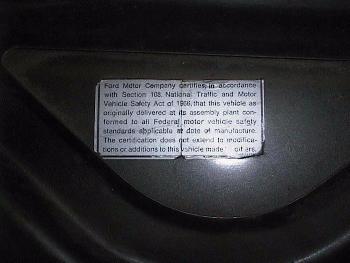 Ford Motor Company certifies, in accordance
with Section 108, National Traffic and Motor
Vehicle Safety Act of 1966, that this vehicle as
originally delivered at its assembly plant con-
formed to all Federal motor vehicle safety
standards applicable at date of manufacture.
The certification does not extend to modifica-
tions or additions to this vehicle made